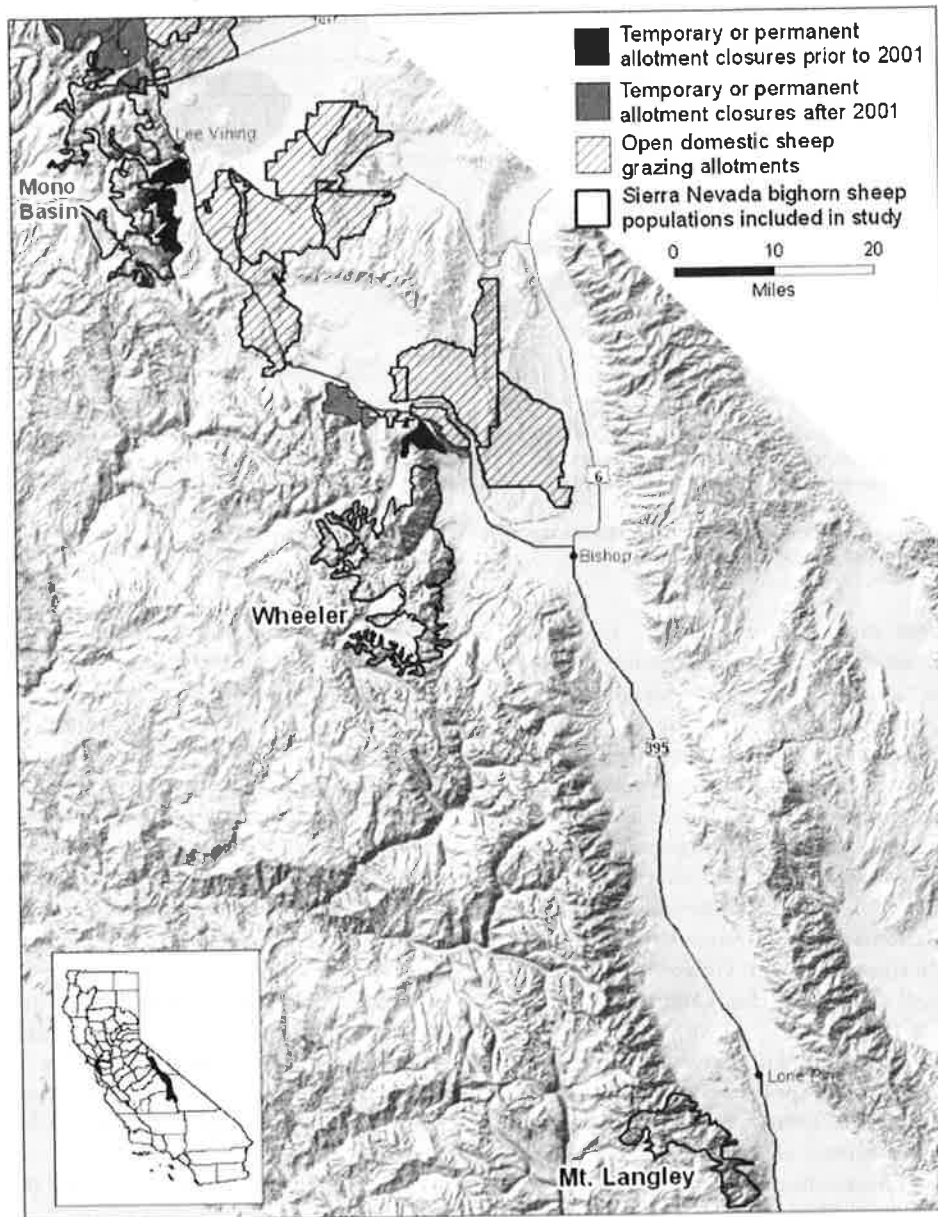 Temporary or permanent
allotment closures prior to 2001
Temporary or permanent
allotment closures after 2001
Open domestic sheep
grazing allotments
Sierra Nevada bighorn sheep
populations included in study
0 10 20
Miles
Lee Vining
Mono
Basin
6
Bishop
Wheeler
395
Lone Pine
Mt. Langley